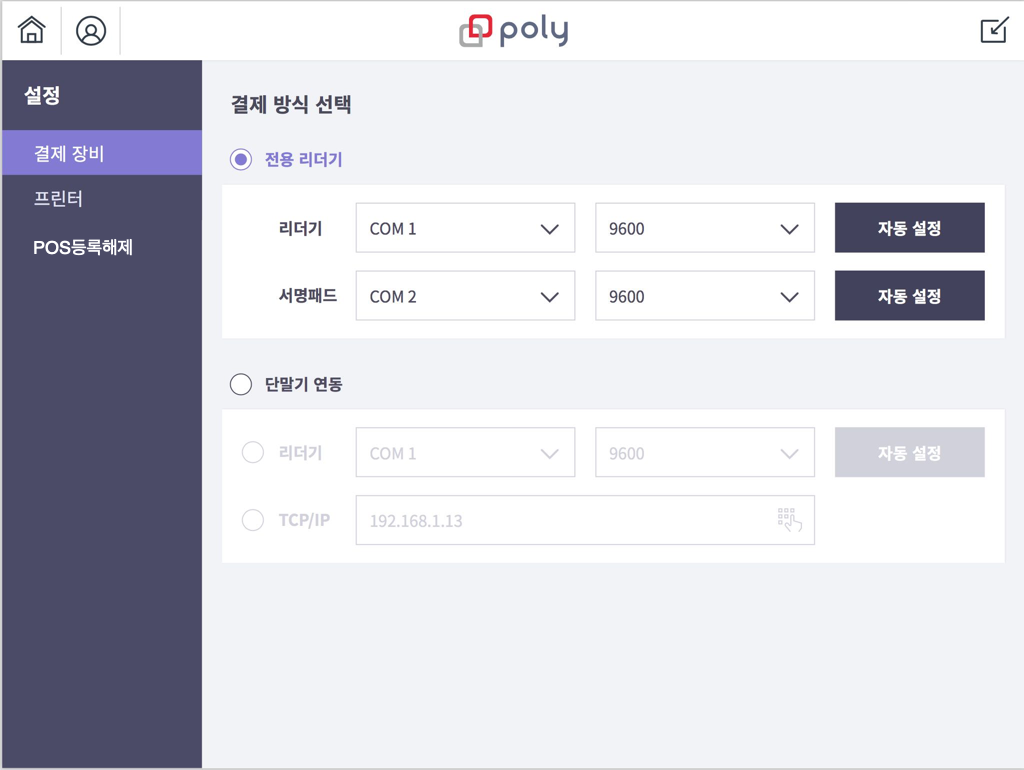 poly
설정
결제 장비
프린터
POS등록해제
결제 방식 선택
전용 리더기
리더기 COM 1 9600 자동 설정
서명패드 COM 2 9600 자동 설정
단말기 연동
리더기 COM 1 9600 자동 설정
TCP/IP 192.168.1.13